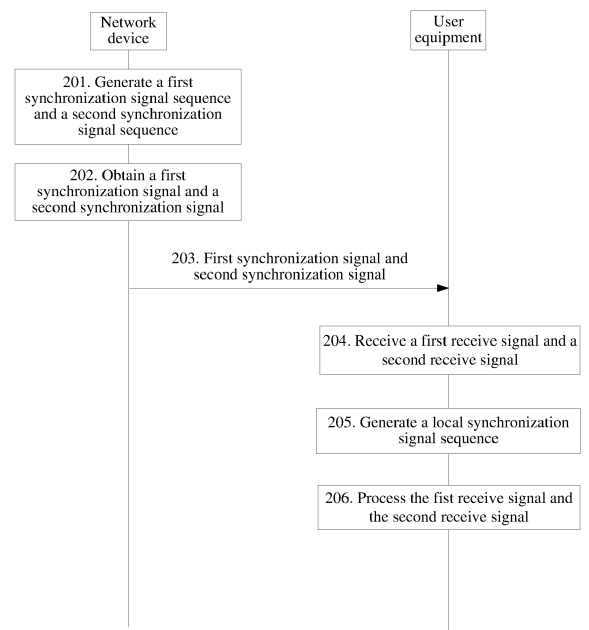 Network
device
User
equipment
201. Generate a first
synchronization signal sequence
and a second synchronization
signal sequence
202. Obtain a first
synchronization signal and a
second synchronization signal
203. First synchronization signal and
second synchronization signal
204. Receive a first receive signal and a
second receive signal
205. Generate a local synchronization
signal sequence
206. Process the fist receive signal and
the second receive signal